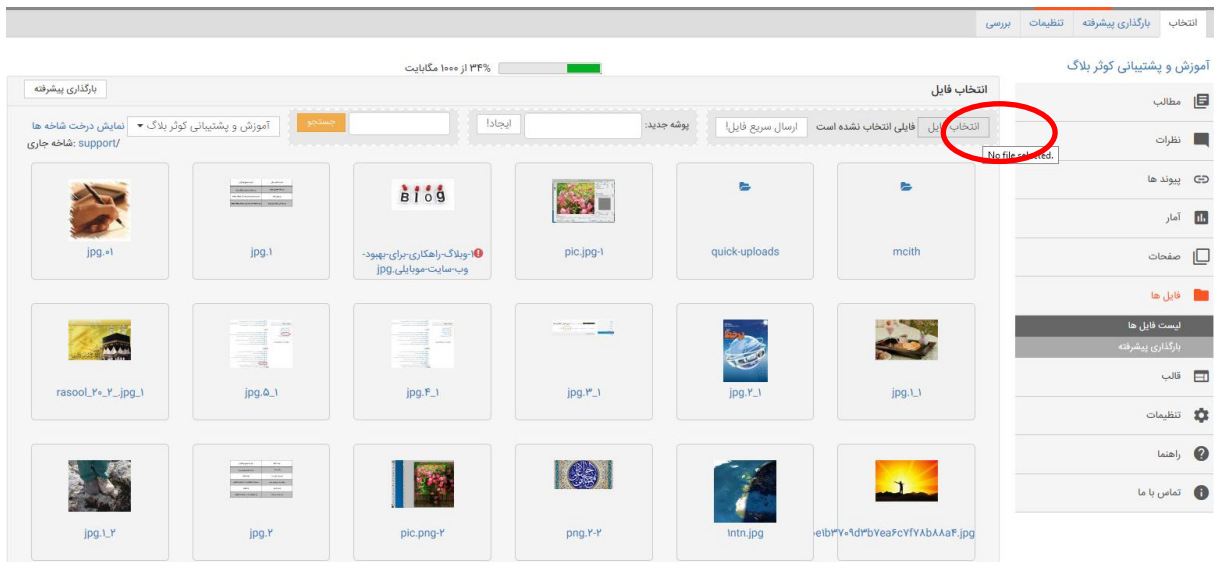 انتخاب
بارگذاری پیشرفته
تنظیمات
بررسی
آموزش و پشتیبانی کوثر بلاگ
مطالب
نظرات
پیوند ها
آمار
صفحات
فایل ها
لیست فایل ها
بارگذاری پیشرفته
قالب
تنظیمات
راهنما
تماس با ما
۳۴% از ۱۰۰۰ مگابایت
انتخاب فایل
بارگذاری پیشرفته
انتخاب فایل
فایلی انتخاب نشده است
ارسال سریع فایل!
پوشه جدید:
ایجاد!
جستجو
آموزش و پشتیبانی کوثر بلاگ
نمایش درخت شاخه ها
شاخه جاری: support/
No file selected.
mcith
quick-uploads
pic.jpg-۱
۱-وبلاگ-راهکاری-برای-بهبود-
وب-سایت-موبایلی.jpg
Blog
jpg.۱
jpg.۰۱
jpg.۱_۱
jpg.۲_۱
jpg.۳_۱
jpg.۴_۱
jpg.۵_۱
rasool_۲۰_۲_.jpg_۱
۱intn.jpg
png.۲-۲
pic.png-۲
jpg.۲
jpg.۱_۲